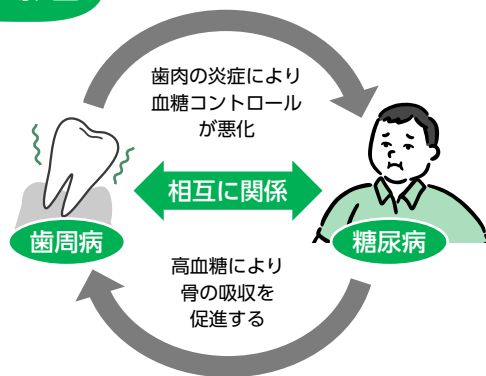 歯肉の炎症により
血糖コントロール
が悪化
相互に関係
歯周病
糖尿病
高血糖により
骨の吸収を
促進する